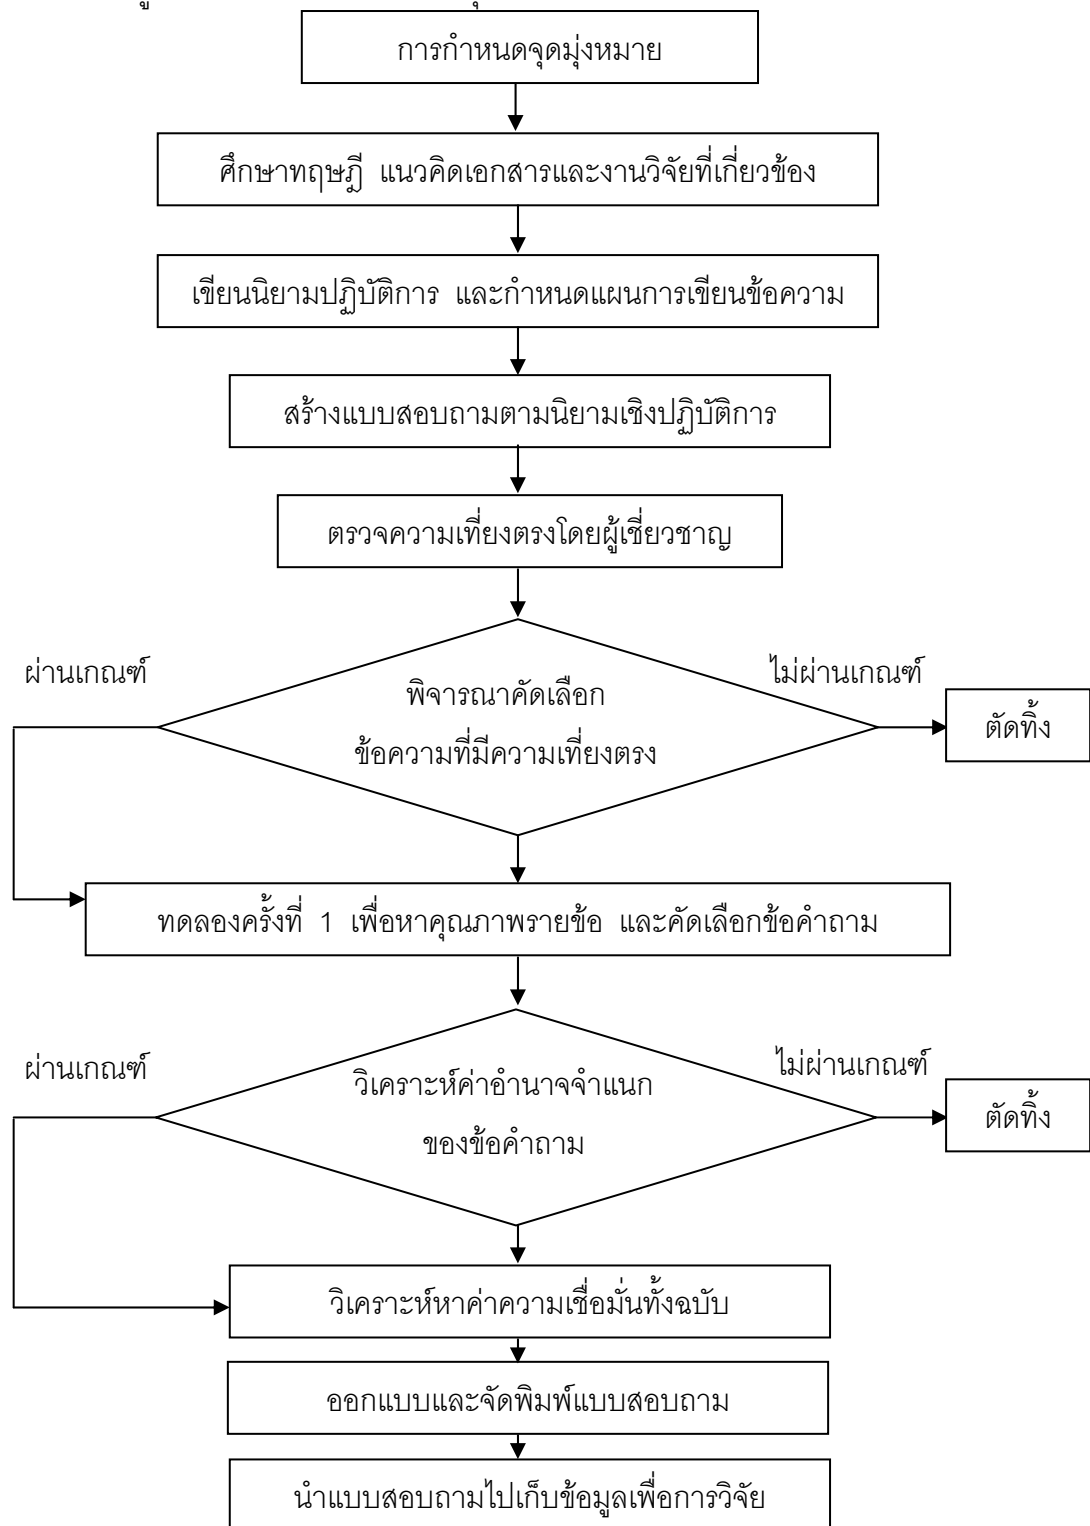 การกำหนดจุดมุ่งหมาย
ศึกษาทฤษฎี แนวคิดเอกสารและงานวิจัยที่เกี่ยวข้อง
เขียนนิยามปฏิบัติการ และกำหนดแผนการเขียนข้อความ
สร้างแบบสอบถามตามนิยามเชิงปฏิบัติการ
ตรวจความเที่ยงตรงโดยผู้เชี่ยวชาญ
ผ่านเกณฑ์
ไม่ผ่านเกณฑ์
พิจารณาคัดเลือก
ข้อความที่มีความเที่ยงตรง
ตัดทิ้ง
ทดลองครั้งที่ 1 เพื่อหาคุณภาพรายข้อ และคัดเลือกข้อคำถาม
ผ่านเกณฑ์
ไม่ผ่านเกณฑ์
วิเคราะห์ค่าอำนาจจำแนก
ของข้อคำถาม
ตัดทิ้ง
วิเคราะห์หาค่าความเชื่อมั่นทั้งฉบับ
ออกแบบและจัดพิมพ์แบบสอบถาม
นำแบบสอบถามไปเก็บข้อมูลเพื่อการวิจัย